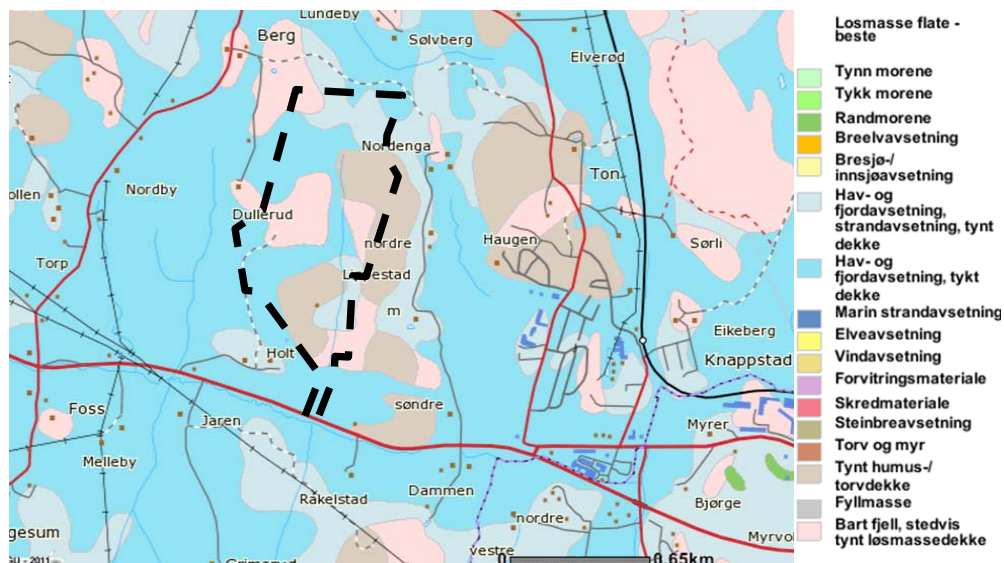 Lundeby
Berg
Sølvberg
Elverød
Nordenga
Ton
ollen
Nordby
Dullerud
Haugen
nordre
Sørli
Torp
m
Eikeberg
Holt
Knappstad
Foss
Jaren
søndre
Myrer
Melleby
Dammen
Rakelstad
Bjørge
nordre
gesum
Myrvo
vestre
0
0.65km
- 2011
Grimerud
Losmasse flate -
beste
Tynn morene
Tykk morene
Randmorene
Breelvavsetning
Bresjø-/
innsjøavsetning
Hav- og
fjordavsetning,
strandavsetning, tynt
dekke
Hav- og
fjordavsetning, tykt
dekke
Marin strandavsetning
Elveavsetning
Vindavsetning
Forvitringsmateriale
Skredmateriale
Steinbreavsetning
Torv og myr
Tynt humus-/
torvdekke
Fyllmasse
Bart fjell, stedvis
tynt løsmassedekke